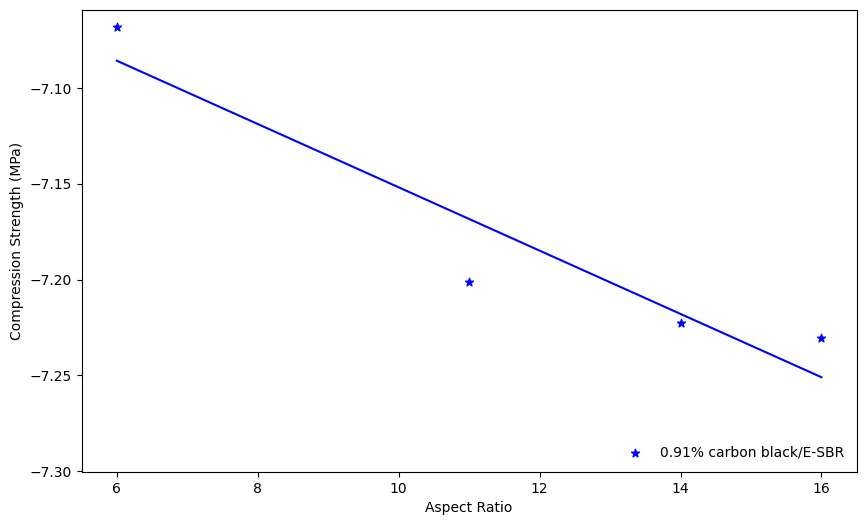 −7.10
−7.15
−7.20
−7.25
−7.30
Compression Strength (MPa)
0.91% carbon black/E-SBR
6 8 10 12 14 16
Aspect Ratio